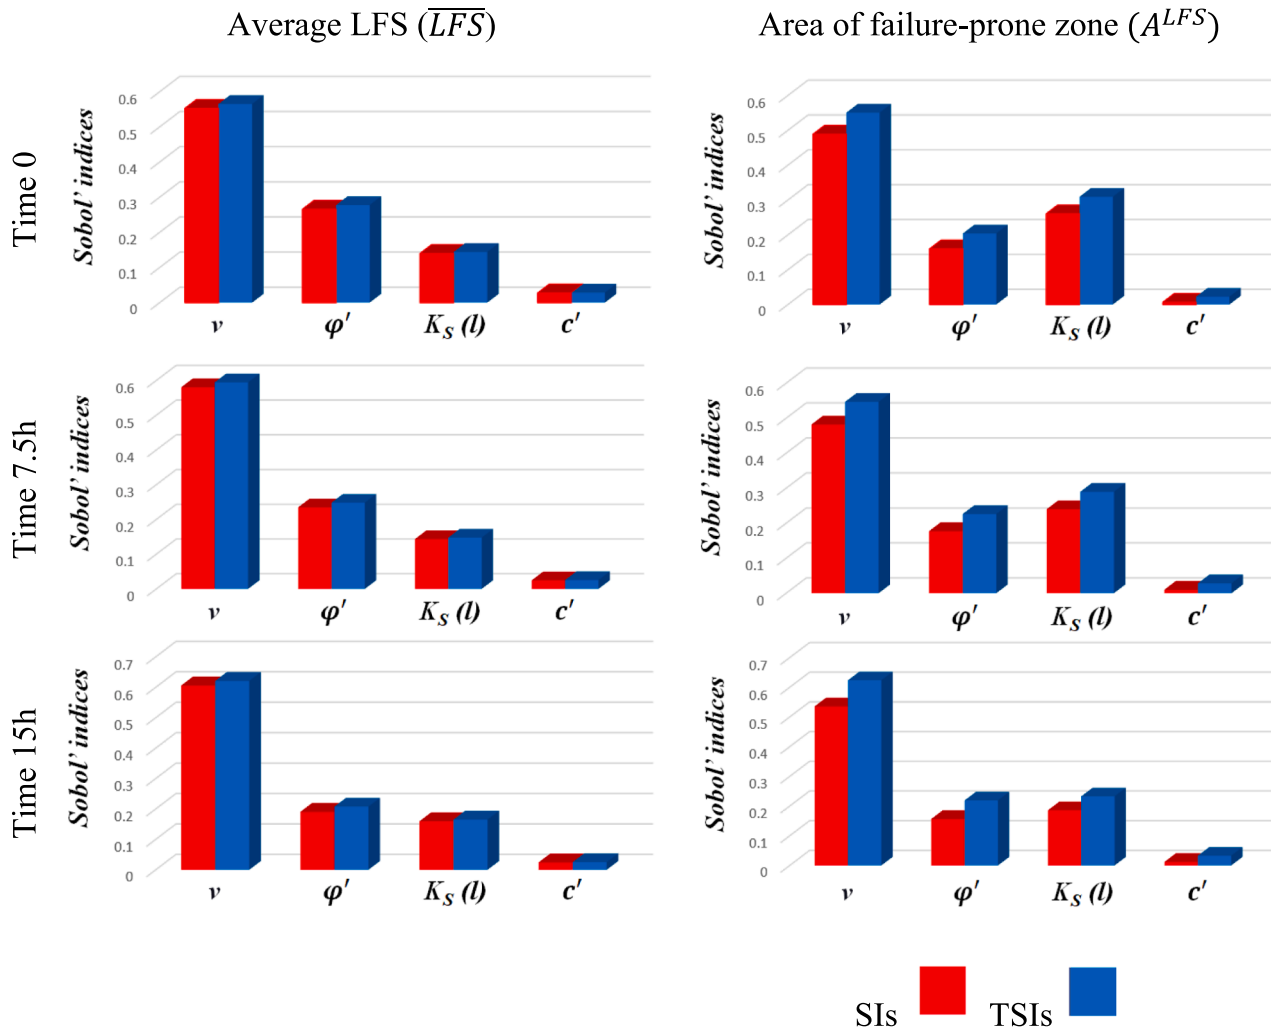 Average LFS (LFS̅)
Area of failure-prone zone (A^LFS)
Time 0
Sobol' indices
0.6
0.5
0.4
0.3
0.2
0.1
0
ν φ′ K_S (l) c′
Sobol' indices
0.6
0.5
0.4
0.3
0.2
0.1
0
ν φ′ K_S (l) c′
Time 7.5h
Sobol' indices
0.6
0.5
0.4
0.3
0.2
0.1
0
ν φ′ K_S (l) c′
Sobol' indices
0.6
0.5
0.4
0.3
0.2
0.1
0
ν φ′ K_S (l) c′
Time 15h
Sobol' indices
0.7
0.6
0.5
0.4
0.3
0.2
0.1
0
ν φ′ K_S (l) c′
Sobol' indices
0.7
0.6
0.5
0.4
0.3
0.2
0.1
0
ν φ′ K_S (l) c′
SIs TSIs